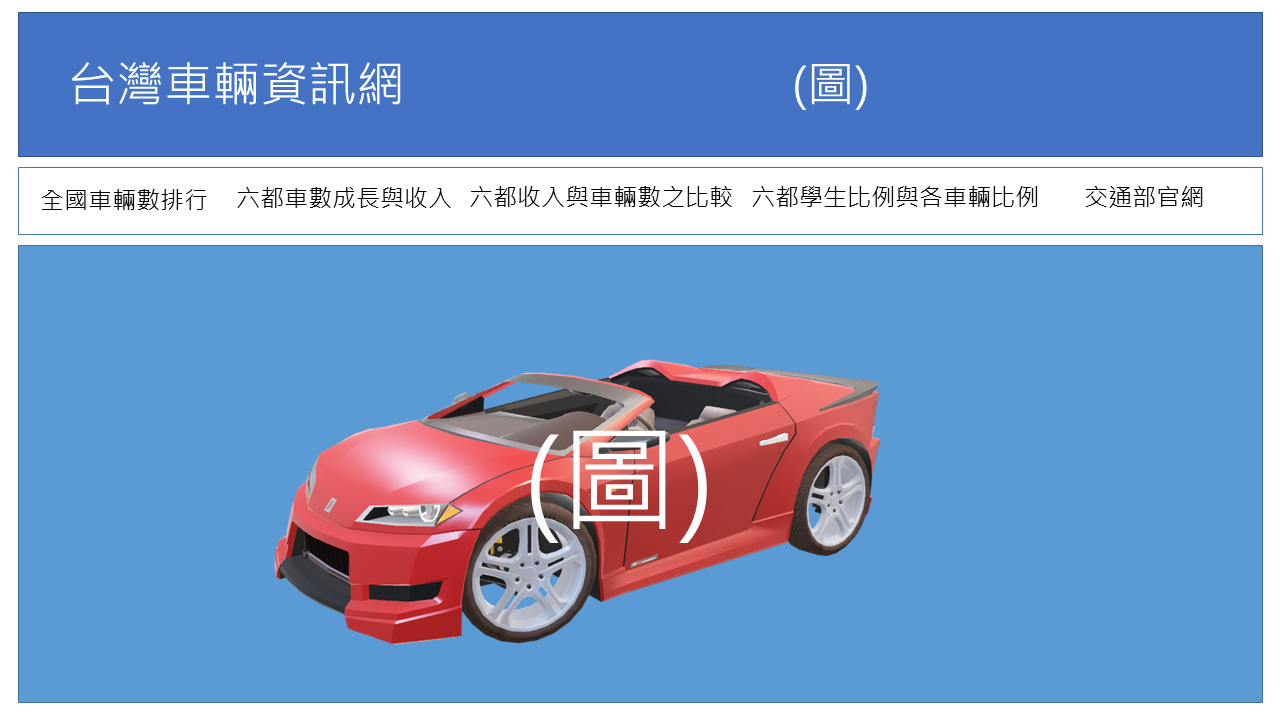 台灣車輛資訊網
(圖)
全國車輛數排行
六都車數成長與收入
六都收入與車輛數之比較
六都學生比例與各車輛比例
交通部官網
(圖)